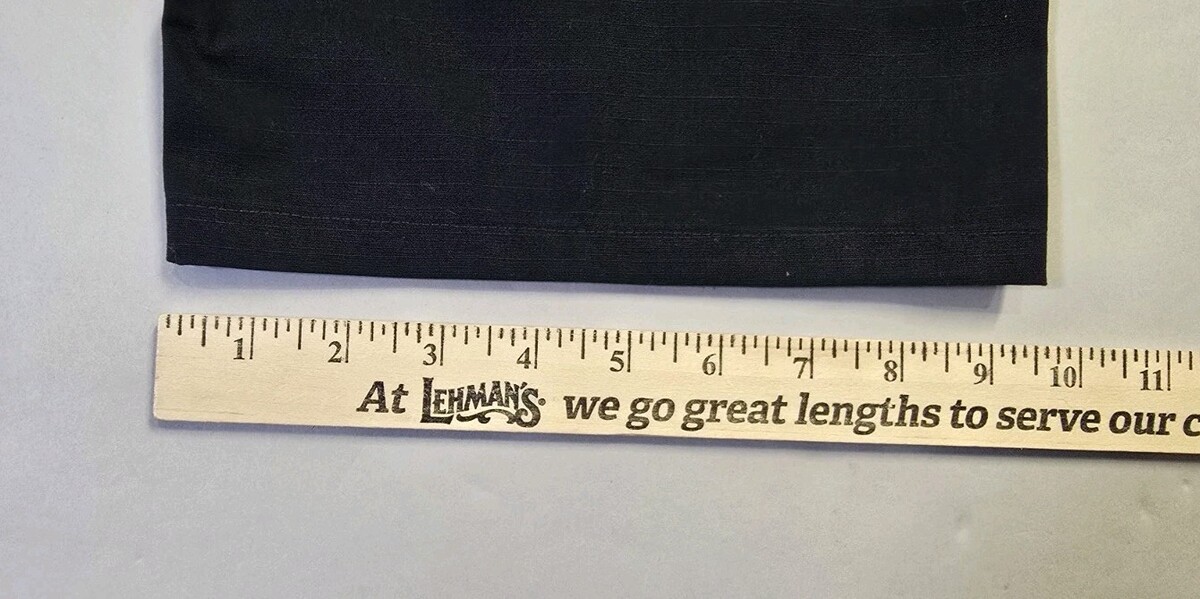 1 2 3 4 5 6 7 8 9 10 11
At LEHMAN'S. we go great lengths to serve our c